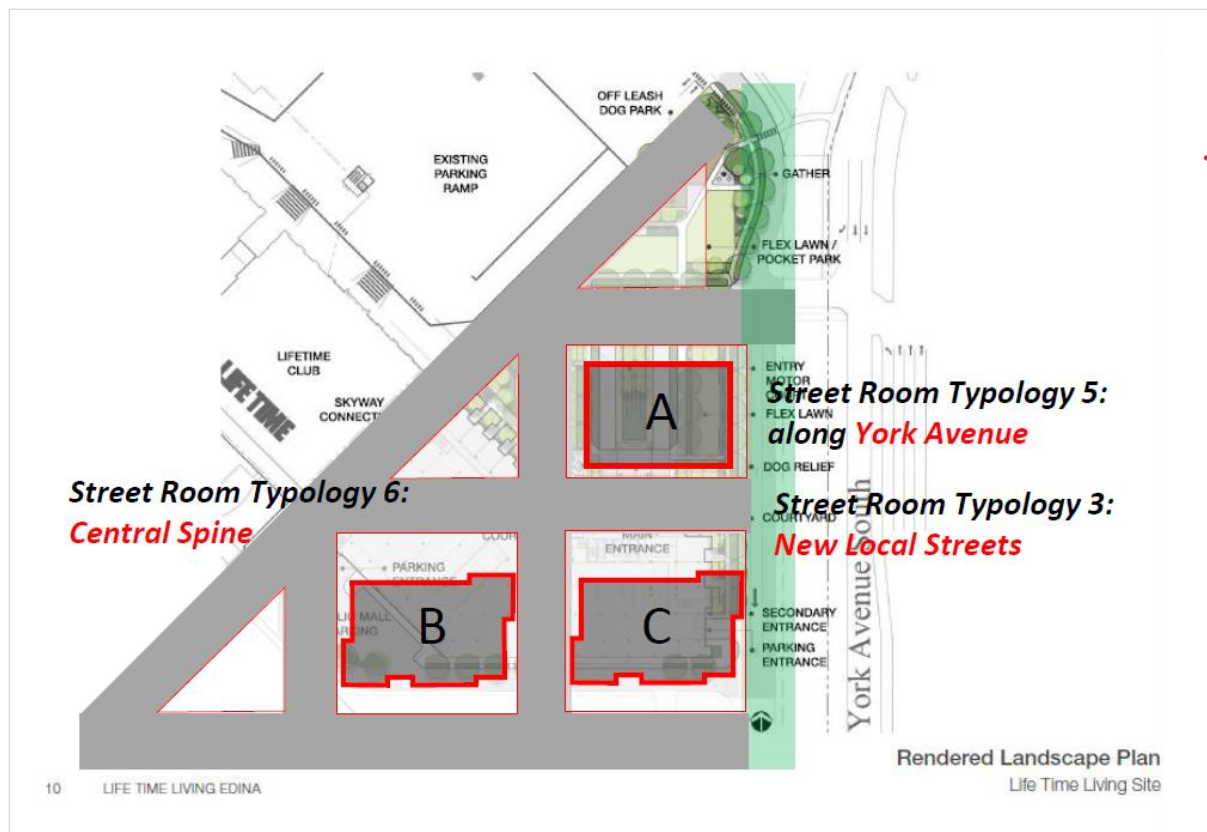 OFF LEASH
DOG PARK
EXISTING
PARKING
RAMP
GATHER
FLEX LAWN /
POCKET PARK
LIFETIME
CLUB
LIFE TIME
SKYWAY
A
ENTRY
MOTOR
Street Room Typology 5:
FLEX LAWN
along York Avenue
DOG RELIEF
Street Room Typology 6:
Central Spine
Street Room Typology 3:
COURTYARD
New Local Streets
MAIN
ENTRANCE
PARKING
B
C
SECONDARY
ENTRANCE
PARKING
ENTRANCE
York Avenue South
Rendered Landscape Plan
Life Time Living Site
10 LIFE TIME LIVING EDINA